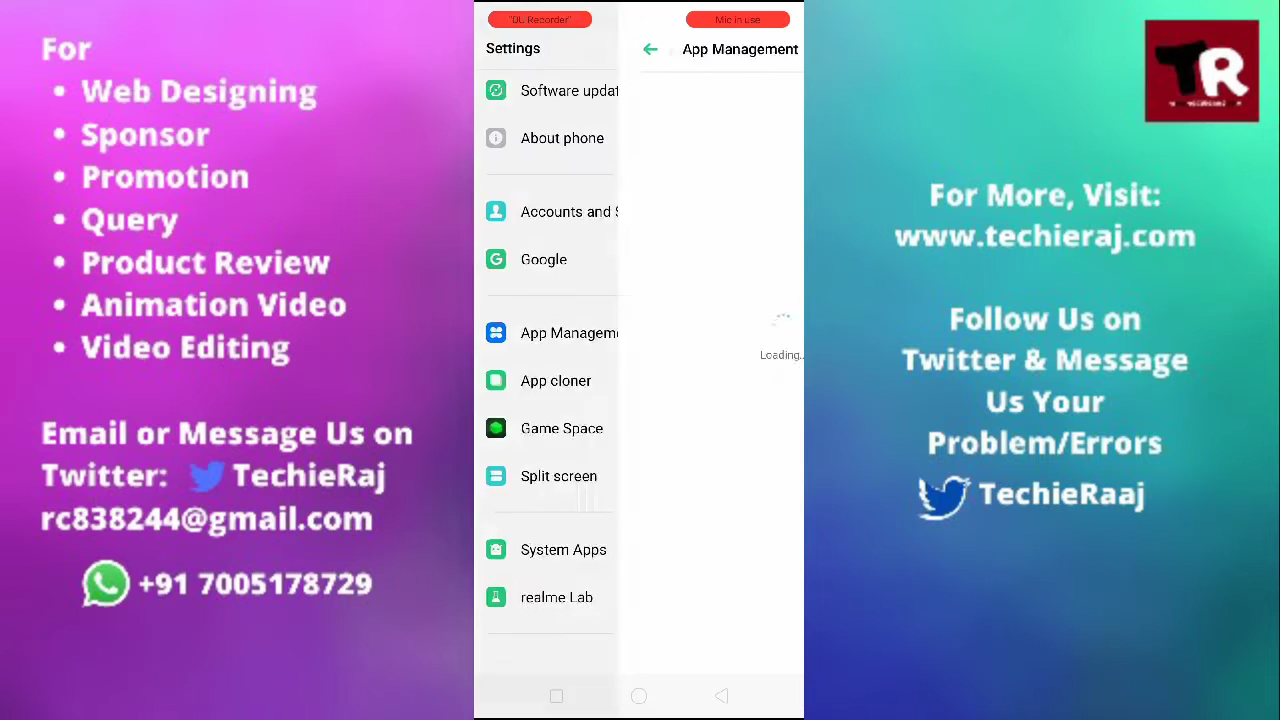 For
• Web Designing
• Sponsor
• Promotion
• Query
• Product Review
• Animation Video
• Video Editing
Email or Message Us on
Twitter: TechieRaj
rc838244@gmail.com
+91 7005178729
"DU Recorder"
Mic in use
Settings
Software updat
About phone
Accounts and S
Google
App Managem
App cloner
Game Space
Split screen
System Apps
realme Lab
App Management
Loading..
TR
For More, Visit:
www.techieraj.com
Follow Us on
Twitter & Message
Us Your
Problem/Errors
TechieRaaj